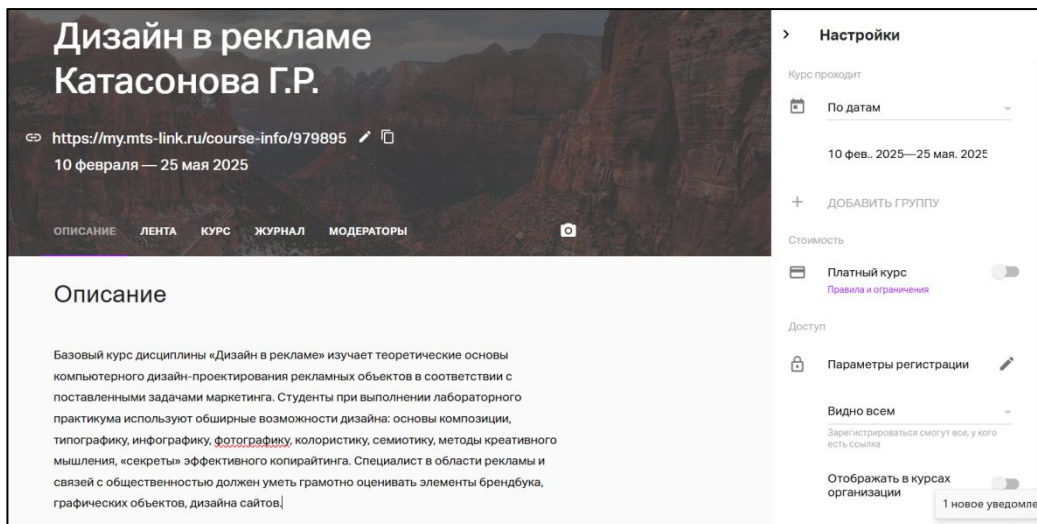 Дизайн в рекламе
Катасонова Г.Р.
https://my.mts-link.ru/course-info/979895
10 февраля — 25 мая 2025
ОПИСАНИЕ ЛЕНТА КУРС ЖУРНАЛ МОДЕРАТОРЫ
Описание
Базовый курс дисциплины «Дизайн в рекламе» изучает теоретические основы
компьютерного дизайн-проектирования рекламных объектов в соответствии с
поставленными задачами маркетинга. Студенты при выполнении лабораторного
практикума используют обширные возможности дизайна: основы композиции,
типографику, инфографику, фотографику, колористику, семиотику, методы креативного
мышления, «секреты» эффективного копирайтинга. Специалист в области рекламы и
связей с общественностью должен уметь грамотно оценивать элементы брендбука,
графических объектов, дизайна сайтов.
Настройки
Курс проходит
По датам
10 фев.. 2025—25 мая. 2025
ДОБАВИТЬ ГРУППУ
Стоимость
Платный курс
Правила и ограничения
Доступ
Параметры регистрации
Видно всем
Зарегистрироваться смогут все, у кого
есть ссылка
Отображать в курсах
организации
1 новое уведомле